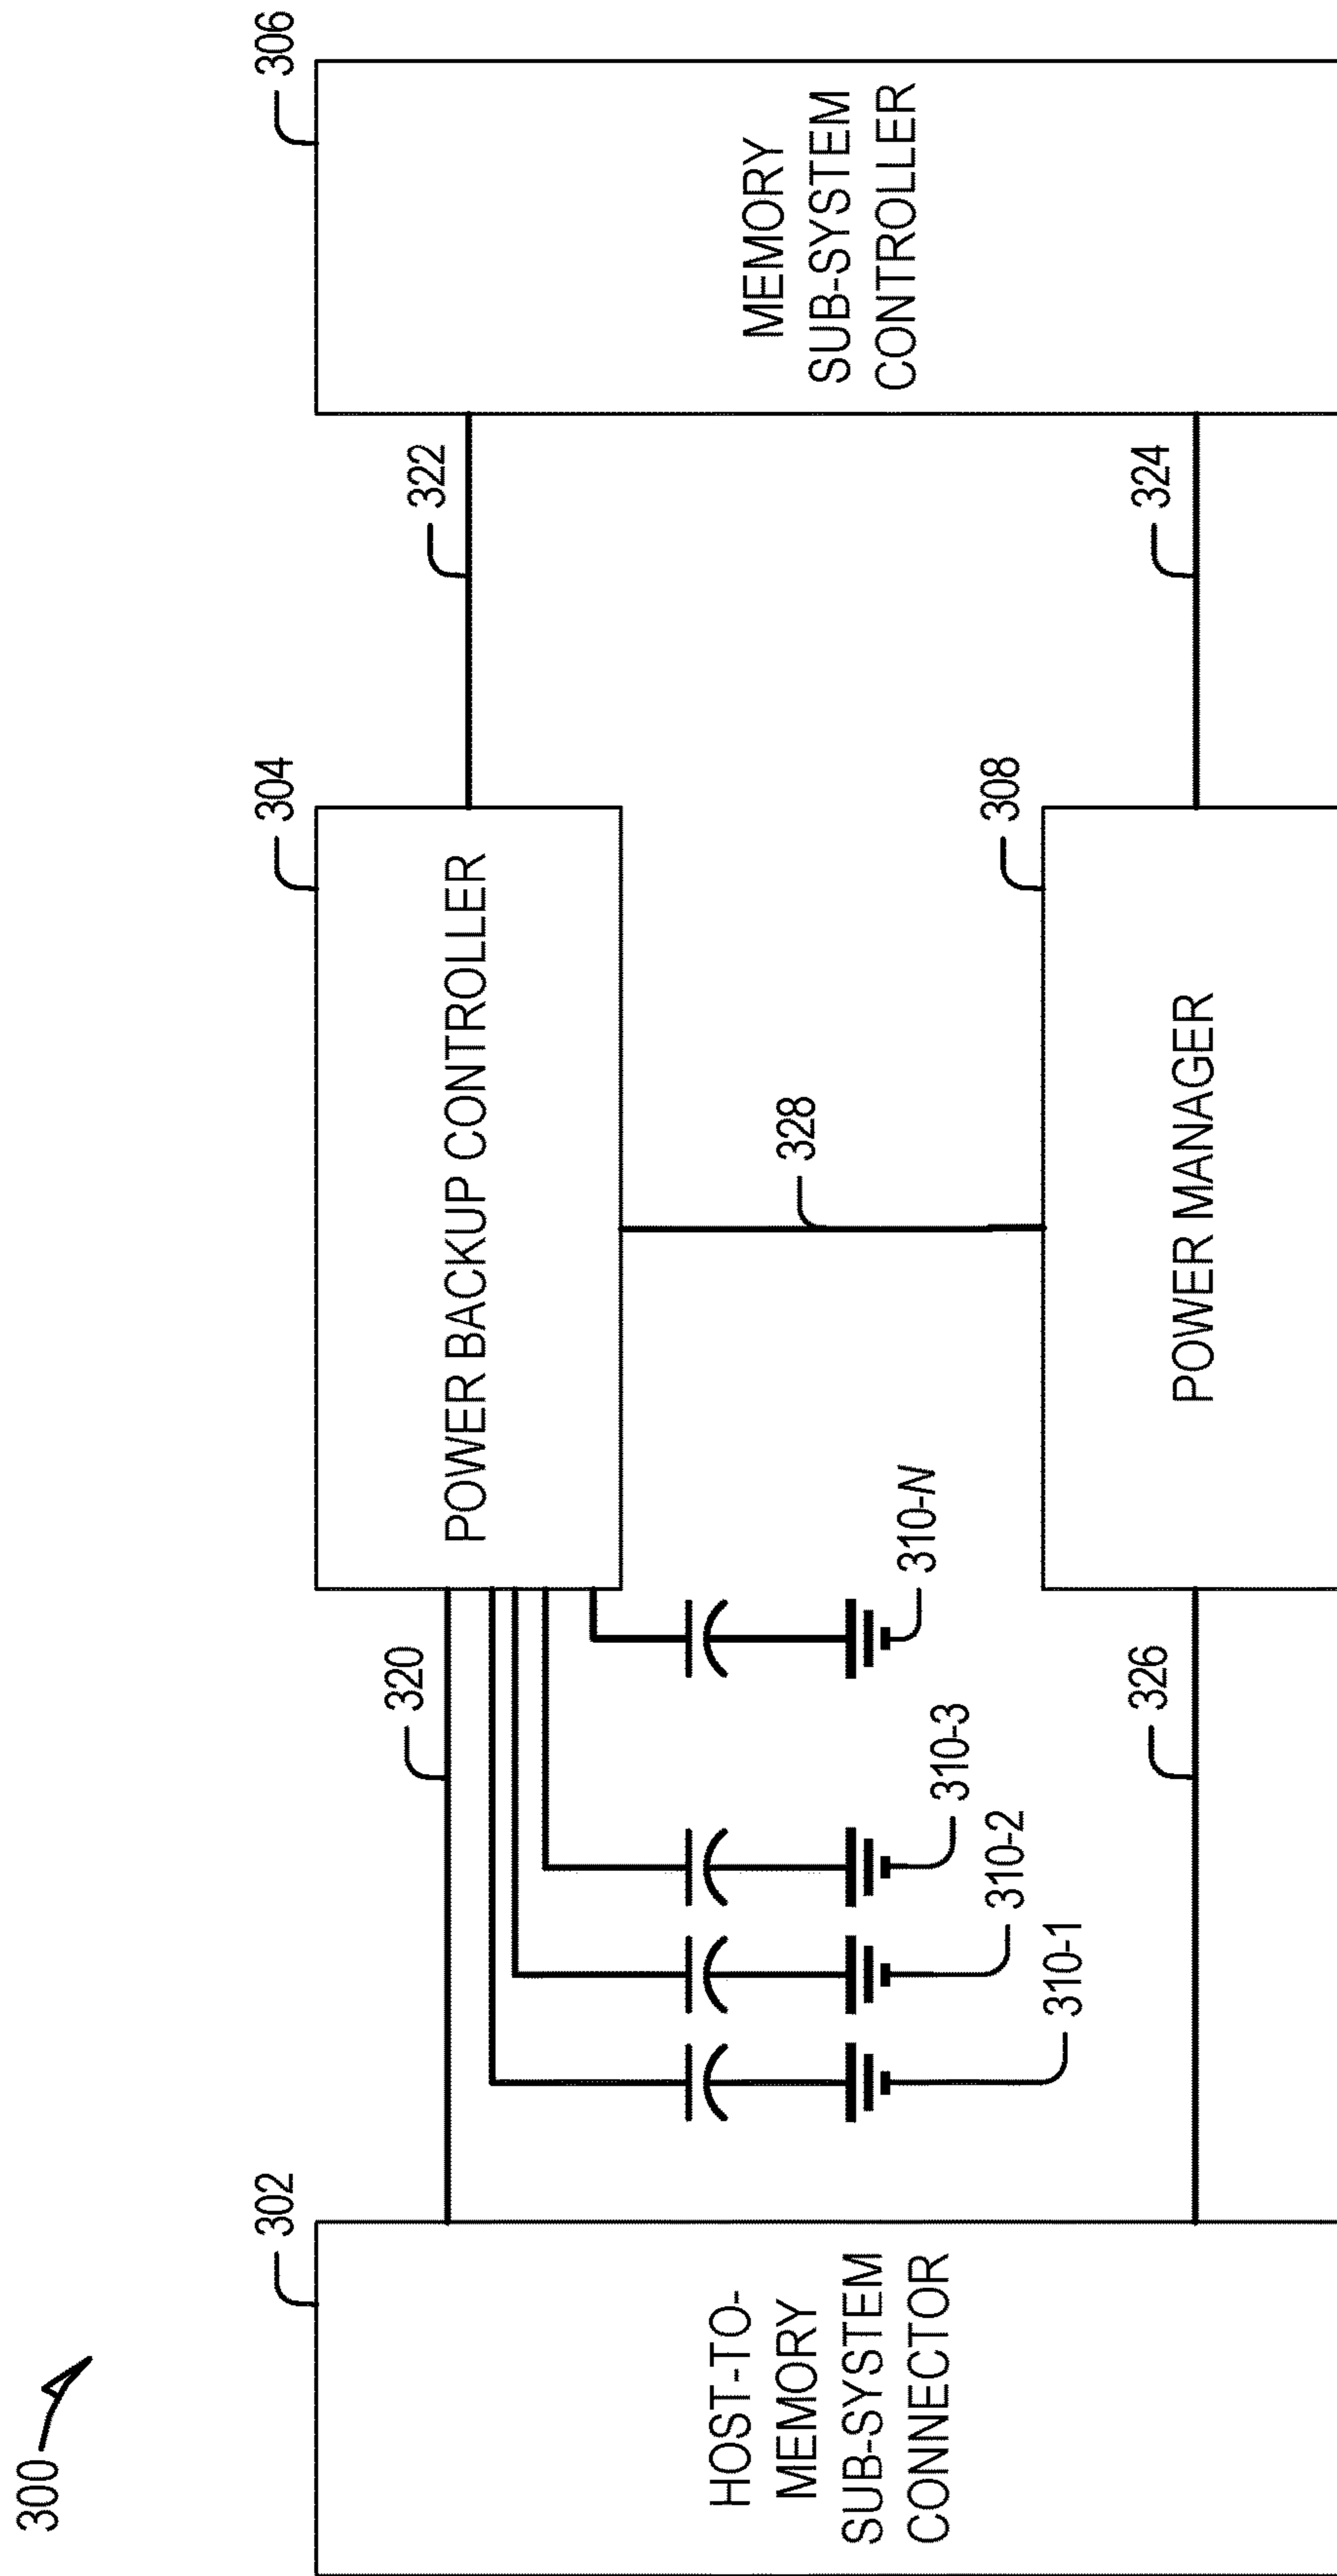 300
302
HOST-TO-
MEMORY
SUB-SYSTEM
CONNECTOR
320
304
POWER BACKUP CONTROLLER
322
306
MEMORY
SUB-SYSTEM
CONTROLLER
310-1
310-2
310-3
310-N
328
326
308
POWER MANAGER
324